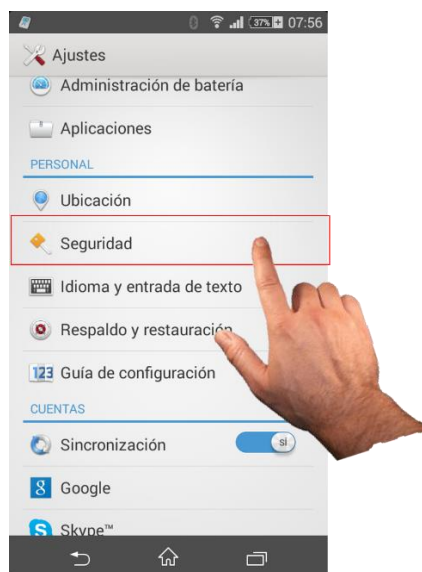 37% 07:56
Ajustes
Administración de batería
Aplicaciones
PERSONAL
Ubicación
Seguridad
Idioma y entrada de texto
Respaldo y restauración
123 Guía de configuración
CUENTAS
Sincronización sí
8 Google
S Skype™